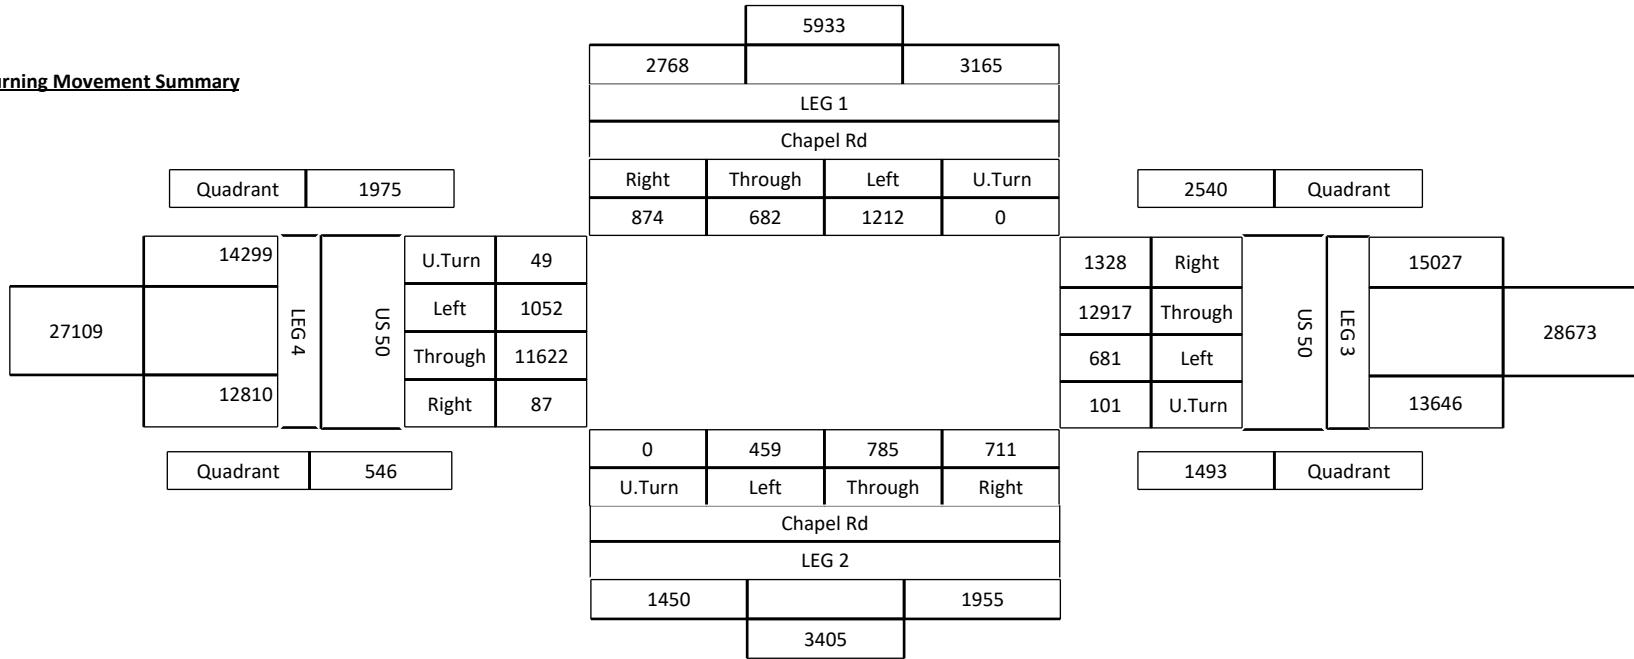 5933
2768 3165
urning Movement Summary
LEG 1
Chapel Rd
Right Through Left U.Turn
874 682 1212 0
Quadrant 1975
2540 Quadrant
14299
27109
12810
LEG 4
US 50
U.Turn 49
Left 1052
Through 11622
Right 87
1328 Right
12917 Through
681 Left
101 U.Turn
US 50
LEG 3
15027
28673
13646
Quadrant 546
1493 Quadrant
0 459 785 711
U.Turn Left Through Right
Chapel Rd
LEG 2
1450 1955
3405